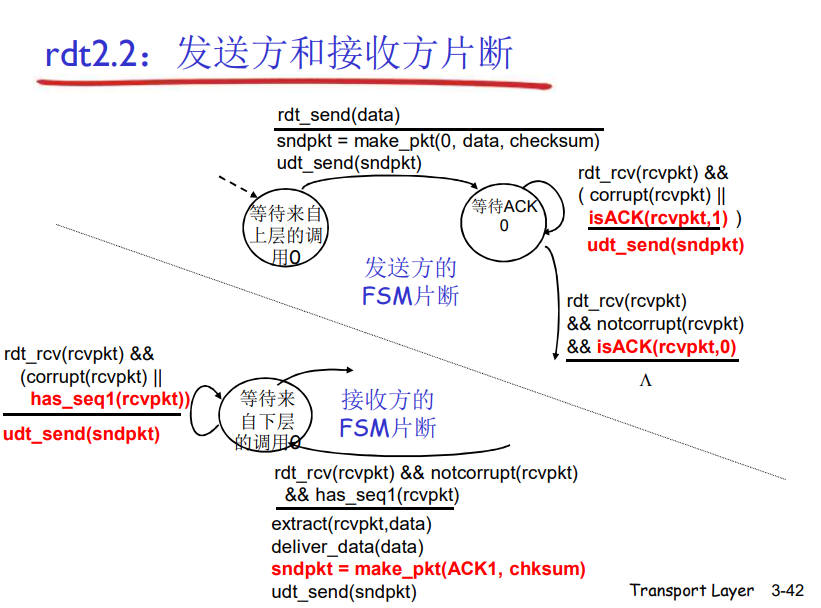 rdt2.2：发送方和接收方片断
rdt_send(data)
sndpkt = make_pkt(0, data, checksum)
udt_send(sndpkt)
等待来自
上层的调
用0
等待ACK
0
rdt_rcv(rcvpkt) &&
( corrupt(rcvpkt) ||
isACK(rcvpkt,1) )
udt_send(sndpkt)
发送方的
FSM片断
rdt_rcv(rcvpkt)
&& notcorrupt(rcvpkt)
&& isACK(rcvpkt,0)
Λ
rdt_rcv(rcvpkt) &&
(corrupt(rcvpkt) ||
has_seq1(rcvpkt))
udt_send(sndpkt)
等待来
自下层
的调用0
接收方的
FSM片断
rdt_rcv(rcvpkt) && notcorrupt(rcvpkt)
&& has_seq1(rcvpkt)
extract(rcvpkt,data)
deliver_data(data)
sndpkt = make_pkt(ACK1, chksum)
udt_send(sndpkt)
Transport Layer 3-42